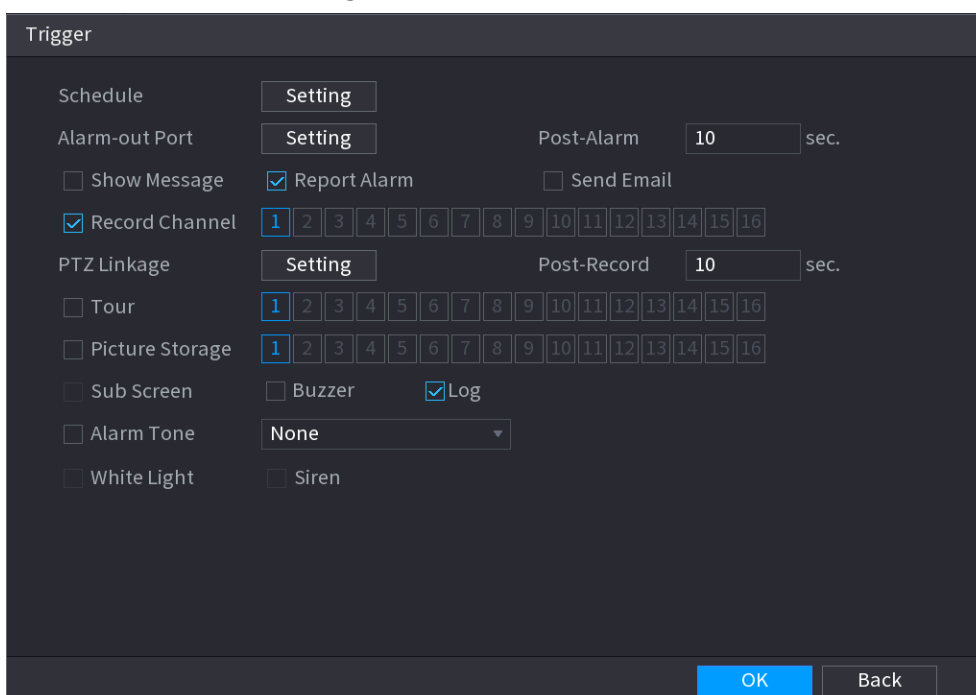 Trigger
Schedule Setting
Alarm-out Port Setting Post-Alarm 10 sec.
Show Message Report Alarm Send Email
Record Channel 1 2 3 4 5 6 7 8 9 10 11 12 13 14 15 16
PTZ Linkage Setting Post-Record 10 sec.
Tour 1 2 3 4 5 6 7 8 9 10 11 12 13 14 15 16
Picture Storage 1 2 3 4 5 6 7 8 9 10 11 12 13 14 15 16
Sub Screen Buzzer Log
Alarm Tone None
White Light Siren
OK Back